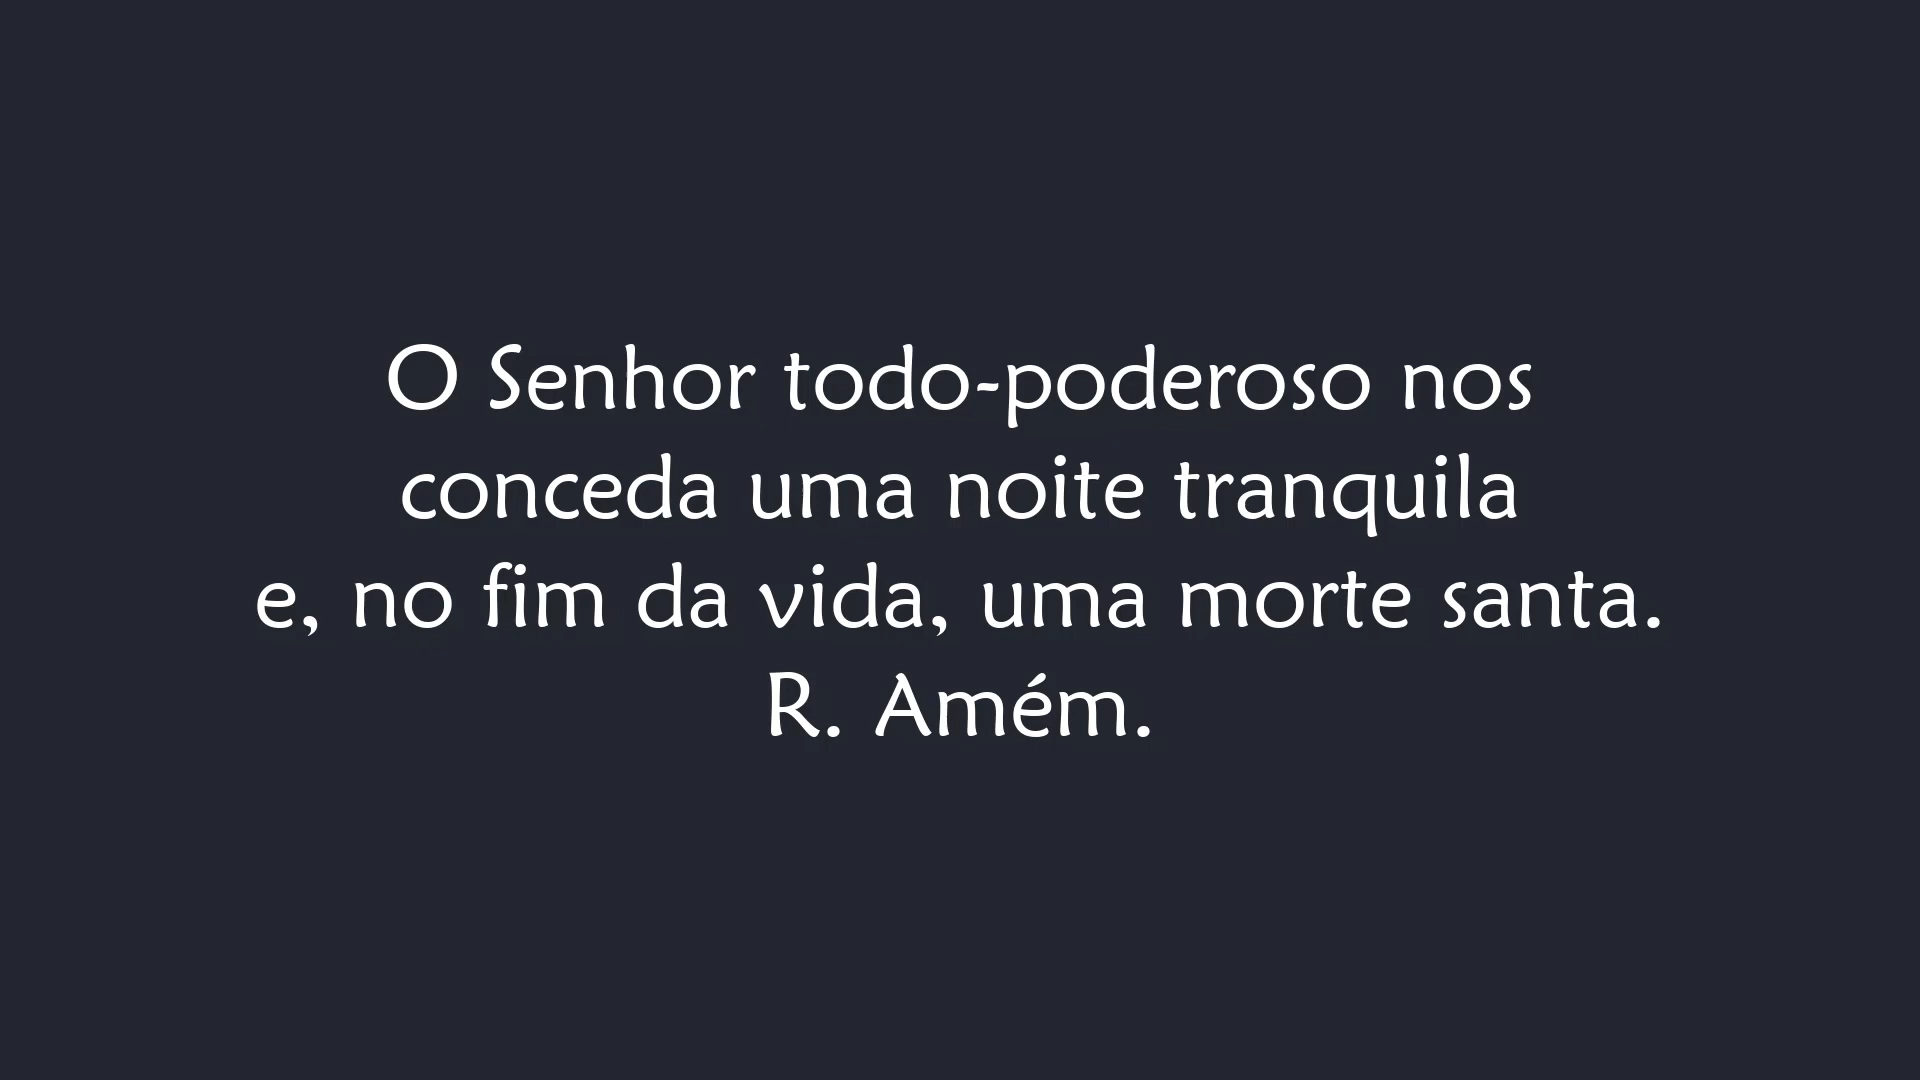 O Senhor todo-poderoso nos
conceda uma noite tranquila
e, no fim da vida, uma morte santa.
R. Amém.